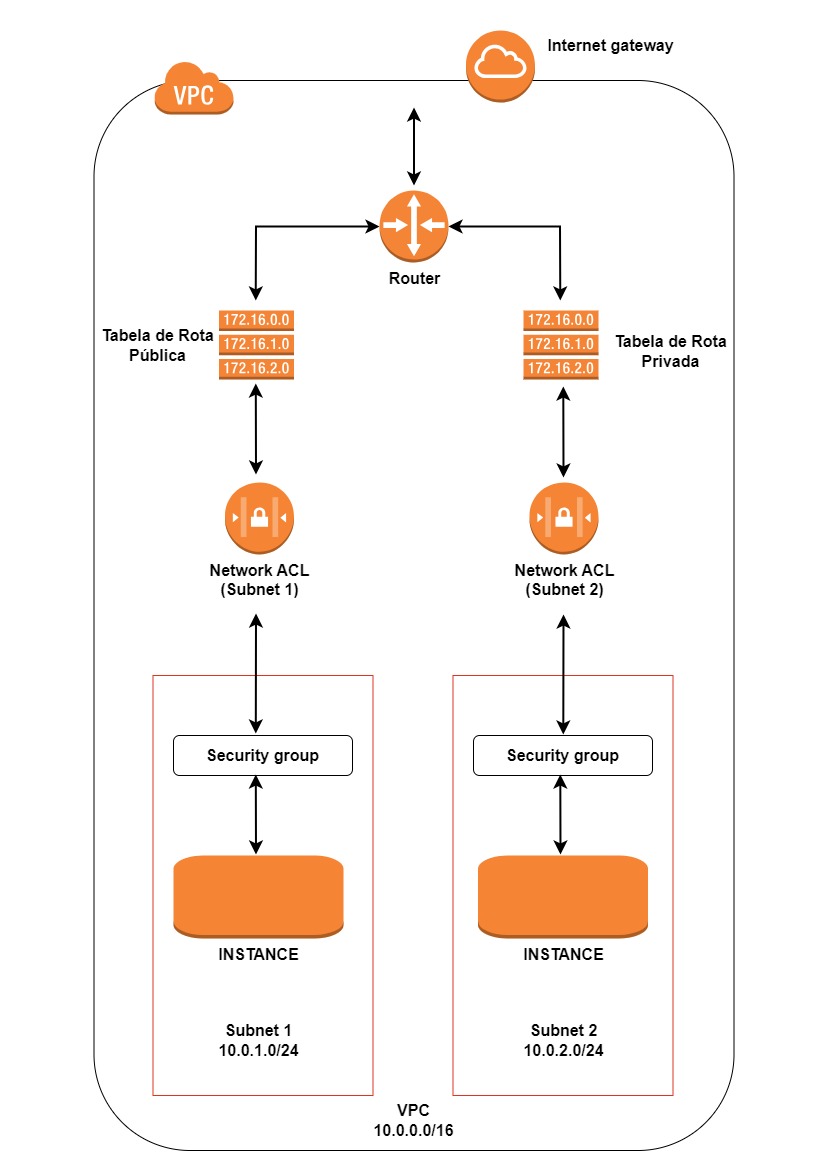 Internet gateway
VPC
Router
Tabela de Rota
Pública
172.16.0.0
172.16.1.0
172.16.2.0
172.16.0.0
172.16.1.0
172.16.2.0
Tabela de Rota
Privada
Network ACL
(Subnet 1)
Network ACL
(Subnet 2)
Security group
Security group
INSTANCE
INSTANCE
Subnet 1
10.0.1.0/24
Subnet 2
10.0.2.0/24
VPC
10.0.0.0/16